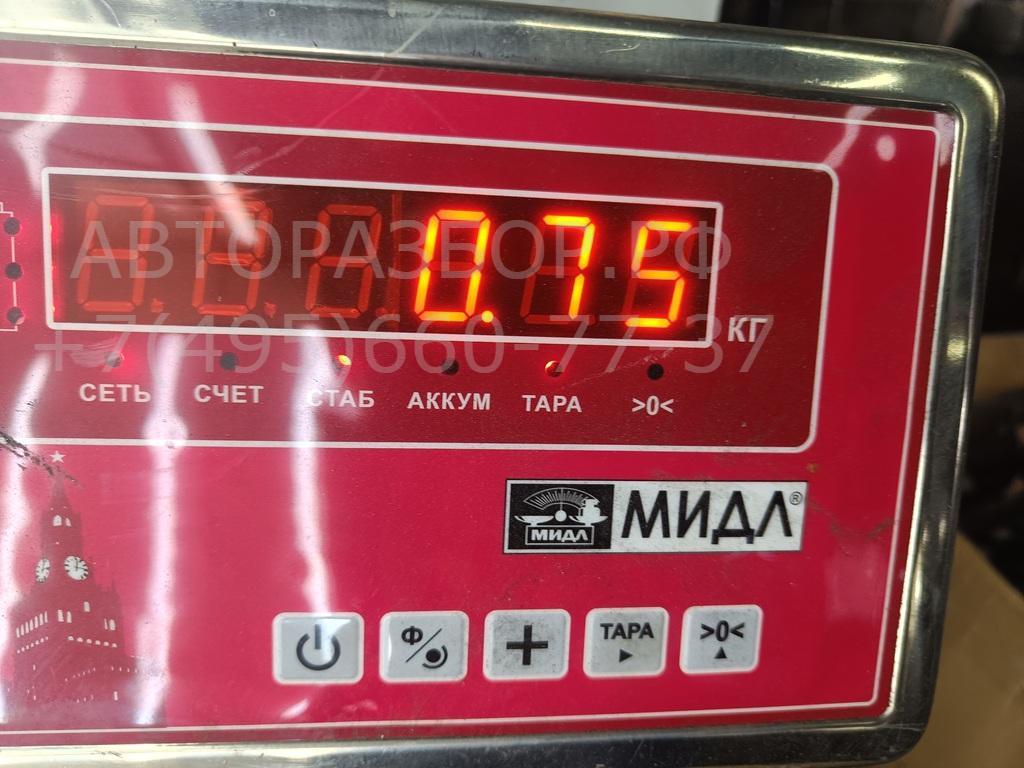 0.75
КГ
АВТОРАЗБОР.РФ
+7(495)660-77-37
СЕТЬ СЧЕТ СТАБ АККУМ ТАРА >0<
МИДЛ МИДЛ®
Ф ТАРА >0<